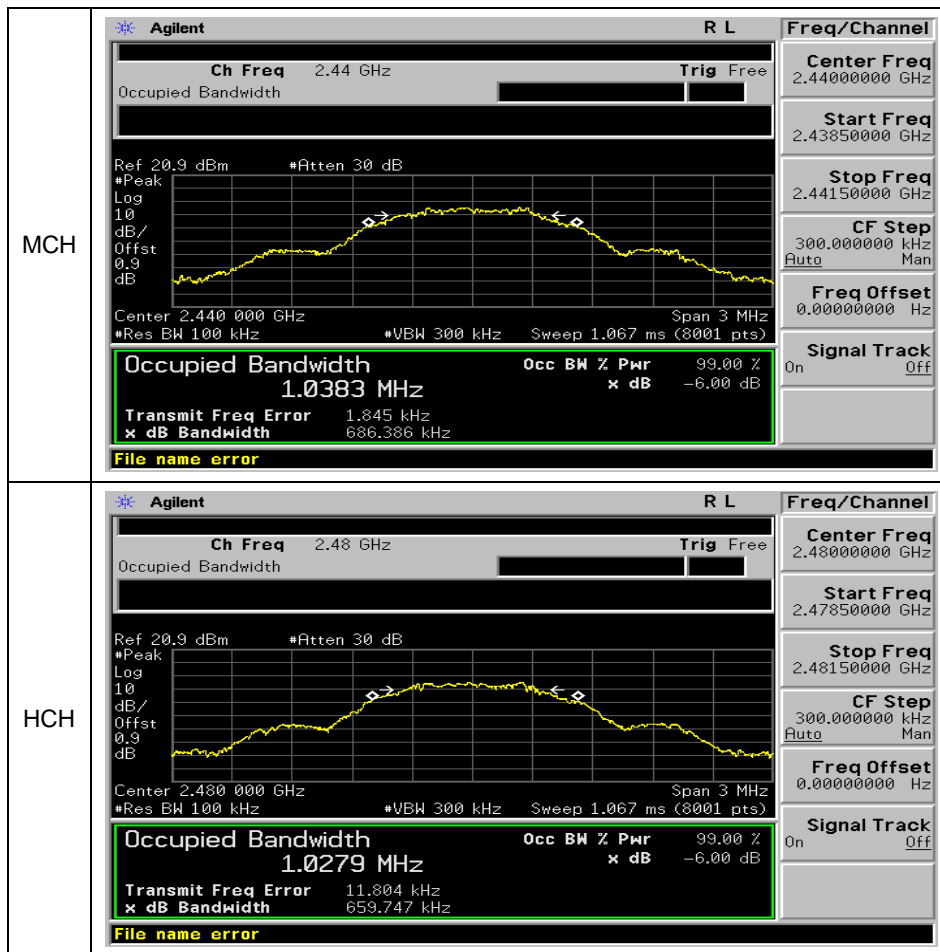 MCH
Agilent R L Freq/Channel
Ch Freq 2.44 GHz Trig Free
Occupied Bandwidth
Center Freq
2.44000000 GHz
Start Freq
2.43850000 GHz
Stop Freq
2.44150000 GHz
CF Step
300.000000 kHz
Auto Man
Freq Offset
0.00000000 Hz
Signal Track
On Off
Ref 20.9 dBm #Atten 30 dB
#Peak
Log
10
dB/
Offst
0.9
dB
Center 2.440 000 GHz Span 3 MHz
#Res BW 100 kHz #VBW 300 kHz Sweep 1.067 ms (8001 pts)
Occupied Bandwidth Occ BW % Pwr 99.00 %
1.0383 MHz x dB -6.00 dB
Transmit Freq Error 1.845 kHz
x dB Bandwidth 686.386 kHz
File name error
HCH
Agilent R L Freq/Channel
Ch Freq 2.48 GHz Trig Free
Occupied Bandwidth
Center Freq
2.48000000 GHz
Start Freq
2.47850000 GHz
Stop Freq
2.48150000 GHz
CF Step
300.000000 kHz
Auto Man
Freq Offset
0.00000000 Hz
Signal Track
On Off
Ref 20.9 dBm #Atten 30 dB
#Peak
Log
10
dB/
Offst
0.9
dB
Center 2.480 000 GHz Span 3 MHz
#Res BW 100 kHz #VBW 300 kHz Sweep 1.067 ms (8001 pts)
Occupied Bandwidth Occ BW % Pwr 99.00 %
1.0279 MHz x dB -6.00 dB
Transmit Freq Error 11.804 kHz
x dB Bandwidth 659.747 kHz
File name error